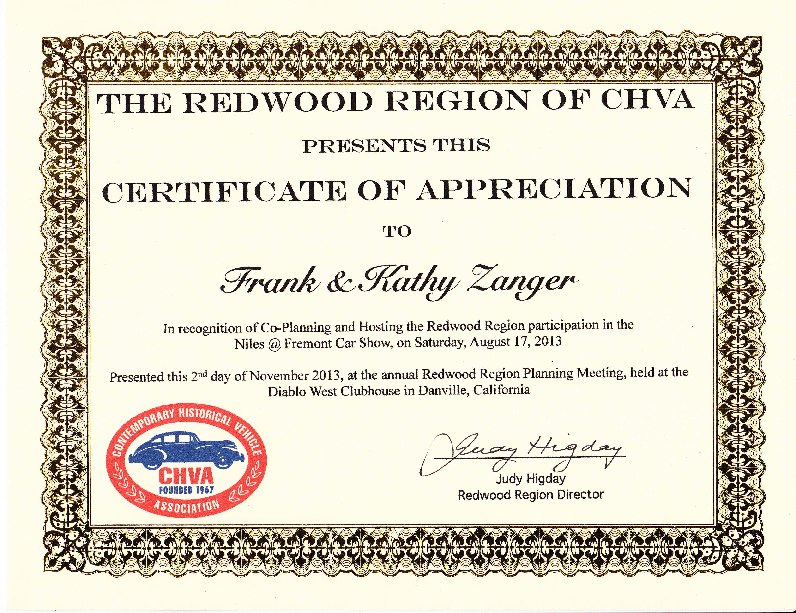 THE REDWOOD REGION OF CHVA
PRESENTS THIS
CERTIFICATE OF APPRECIATION
TO
Frank & Kathy Zanger
In recognition of Co-Planning and Hosting the Redwood Region participation in the
Niles @ Fremont Car Show, on Saturday, August 17, 2013
Presented this 2nd day of November 2013, at the annual Redwood Region Planning Meeting, held at the
Diablo West Clubhouse in Danville, California
CONTEMPORARY HISTORICAL VEHICLE
CHVA
FOUNDED 1967
ASSOCIATION
Judy Higday
Judy Higday
Redwood Region Director